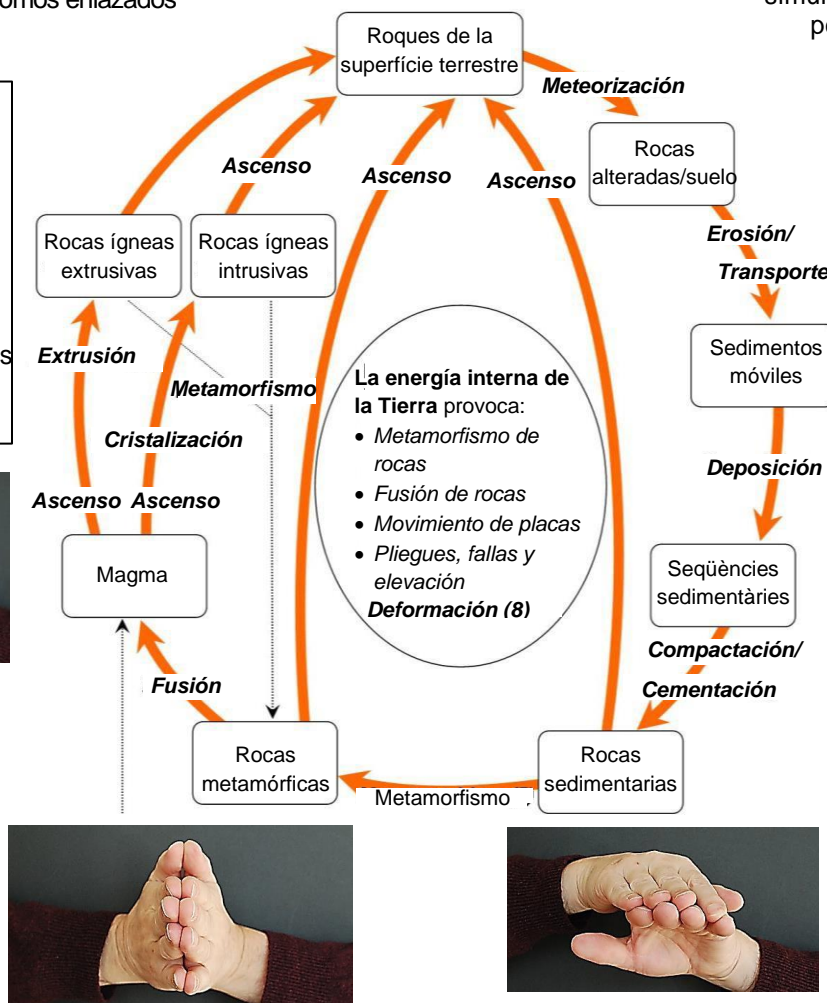 omos enlazados
po
Roques de la
superfície terrestre
Meteorización
Rocas
alteradas/suelo
Ascenso
Ascenso
Ascenso
Rocas ígneas
extrusivas
Rocas ígneas
intrusivas
Erosión/
Transporte
s
Extrusión
Metamorfismo
Cristalización
La energía interna de
la Tierra provoca:
• Metamorfismo de
rocas
• Fusión de rocas
• Movimiento de placas
• Pliegues, fallas y
elevación
Deformación (8)
Sedimentos
móviles
Deposición
Ascenso
Ascenso
Magma
Seqüències
sedimentàries
Compactación/
Cementación
Fusión
Rocas
metamórficas
Metamorfismo
Rocas
sedimentarias